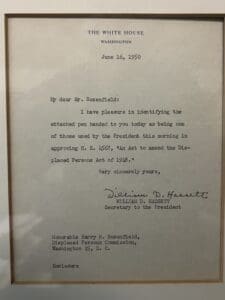 THE WHITE HOUSE
WASHINGTON
June 16, 1950
My dear Mr. Rosenfield:
I have pleasure in identifying the
attached pen handed to you today as being one
of those used by the President this morning in
approving H. R. 4567, "An Act to amend the Dis-
placed Persons Act of 1948."
Very sincerely yours,
William D. Hassett
WILLIAM D. HASSETT
Secretary to the President
Honorable Harry N. Rosenfield,
Displaced Persons Commission,
Washington 25, D. C.
Enclosure